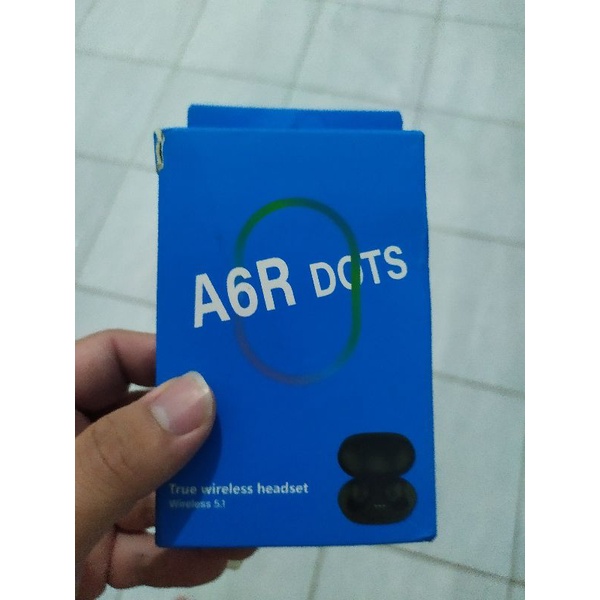 A6R DOTS
True wireless headset
Wireless 5.1